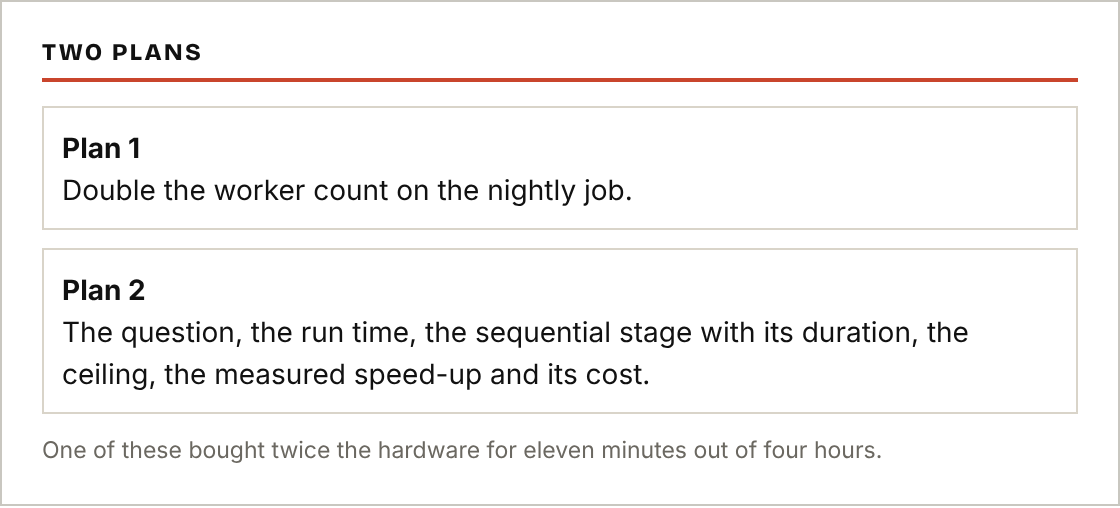 TWO PLANS
Plan 1
Double the worker count on the nightly job.
Plan 2
The question, the run time, the sequential stage with its duration, the
ceiling, the measured speed-up and its cost.
One of these bought twice the hardware for eleven minutes out of four hours.